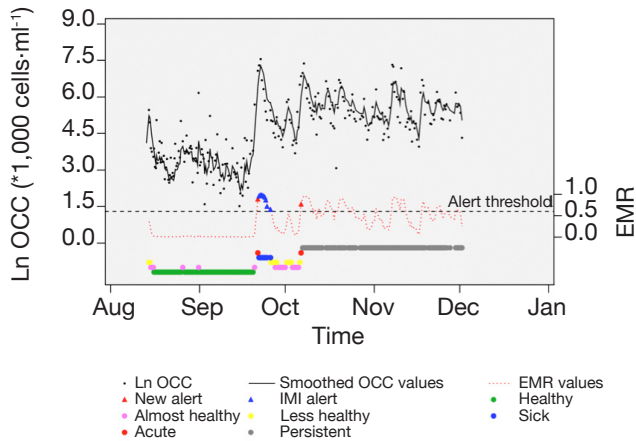 9.0
7.5
6.0
4.5
3.0
1.5
0.0
Ln OCC (*1,000 cells·ml-1)
Alert threshold
1.0
0.5
0.0
EMR
Aug Sep Oct Nov Dec Jan
Time
Ln OCC Smoothed OCC values EMR values
New alert IMI alert Healthy
Almost healthy Less healthy Sick
Acute Persistent